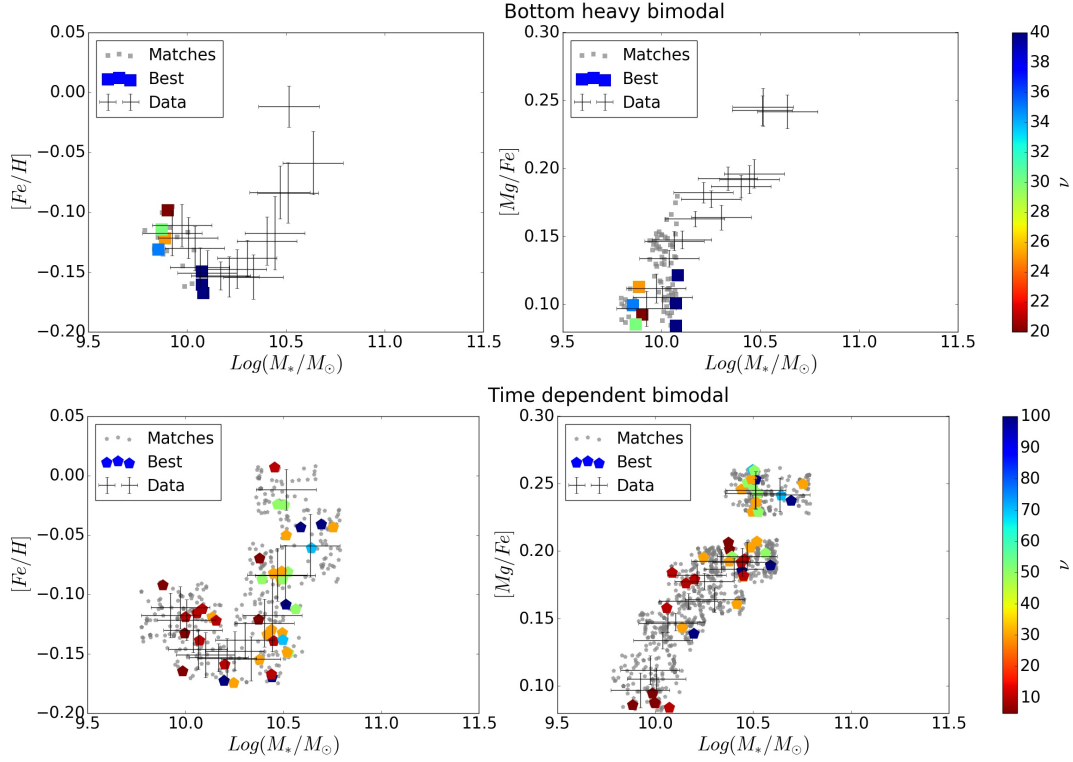 Bottom heavy bimodal
0.05
0.00
−0.05
−0.10
−0.15
−0.20
[Fe/H]
Matches
Best
Data
9.5 10.0 10.5 11.0 11.5
Log(M*/M⊙)
0.30
0.25
0.20
0.15
0.10
[Mg/Fe]
Matches
Best
Data
9.5 10.0 10.5 11.0 11.5
Log(M*/M⊙)
40
38
36
34
32
30
28
26
24
22
20
ν
Time dependent bimodal
0.05
0.00
−0.05
−0.10
−0.15
−0.20
[Fe/H]
Matches
Best
Data
9.5 10.0 10.5 11.0 11.5
Log(M*/M⊙)
0.30
0.25
0.20
0.15
0.10
[Mg/Fe]
Matches
Best
Data
9.5 10.0 10.5 11.0 11.5
Log(M*/M⊙)
100
90
80
70
60
50
40
30
20
10
ν